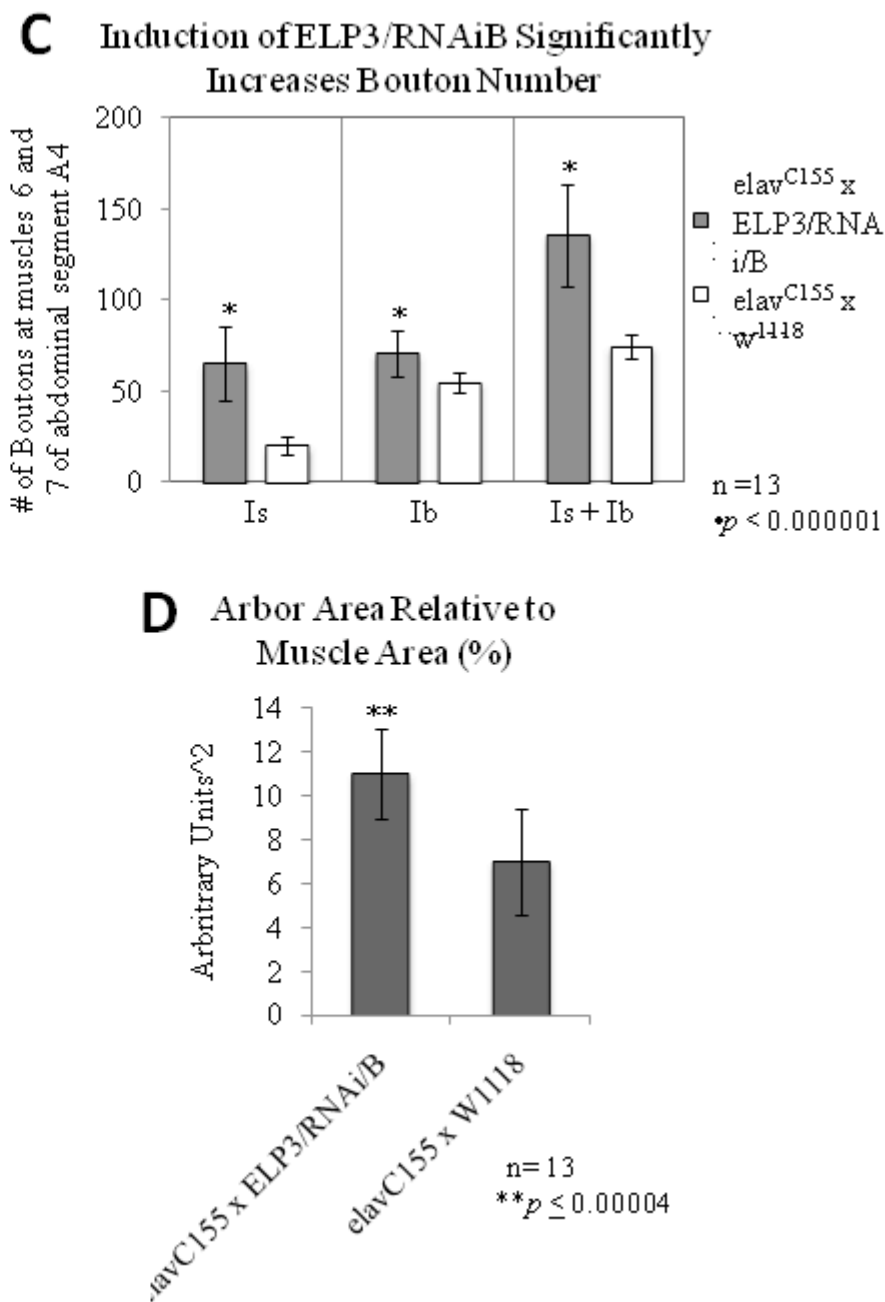 C Induction of ELP3/RNAiB Significantly
Increases Bouton Number
# of Boutons at muscles 6 and
7 of abdominal segment A4
200
150
100
50
0
*
*
*
Is
Ib
Is + Ib
elav^C155 x
ELP3/RNA
i/B
elav^C155 x
w^1118
n =13
•p < 0.000001
D Arbor Area Relative to
Muscle Area (%)
Arbritrary Units^2
14
12
10
8
6
4
2
0
**
elavC155 x ELP3/RNAi/B
elavC155 x W1118
n= 13
**p ≤ 0.00004